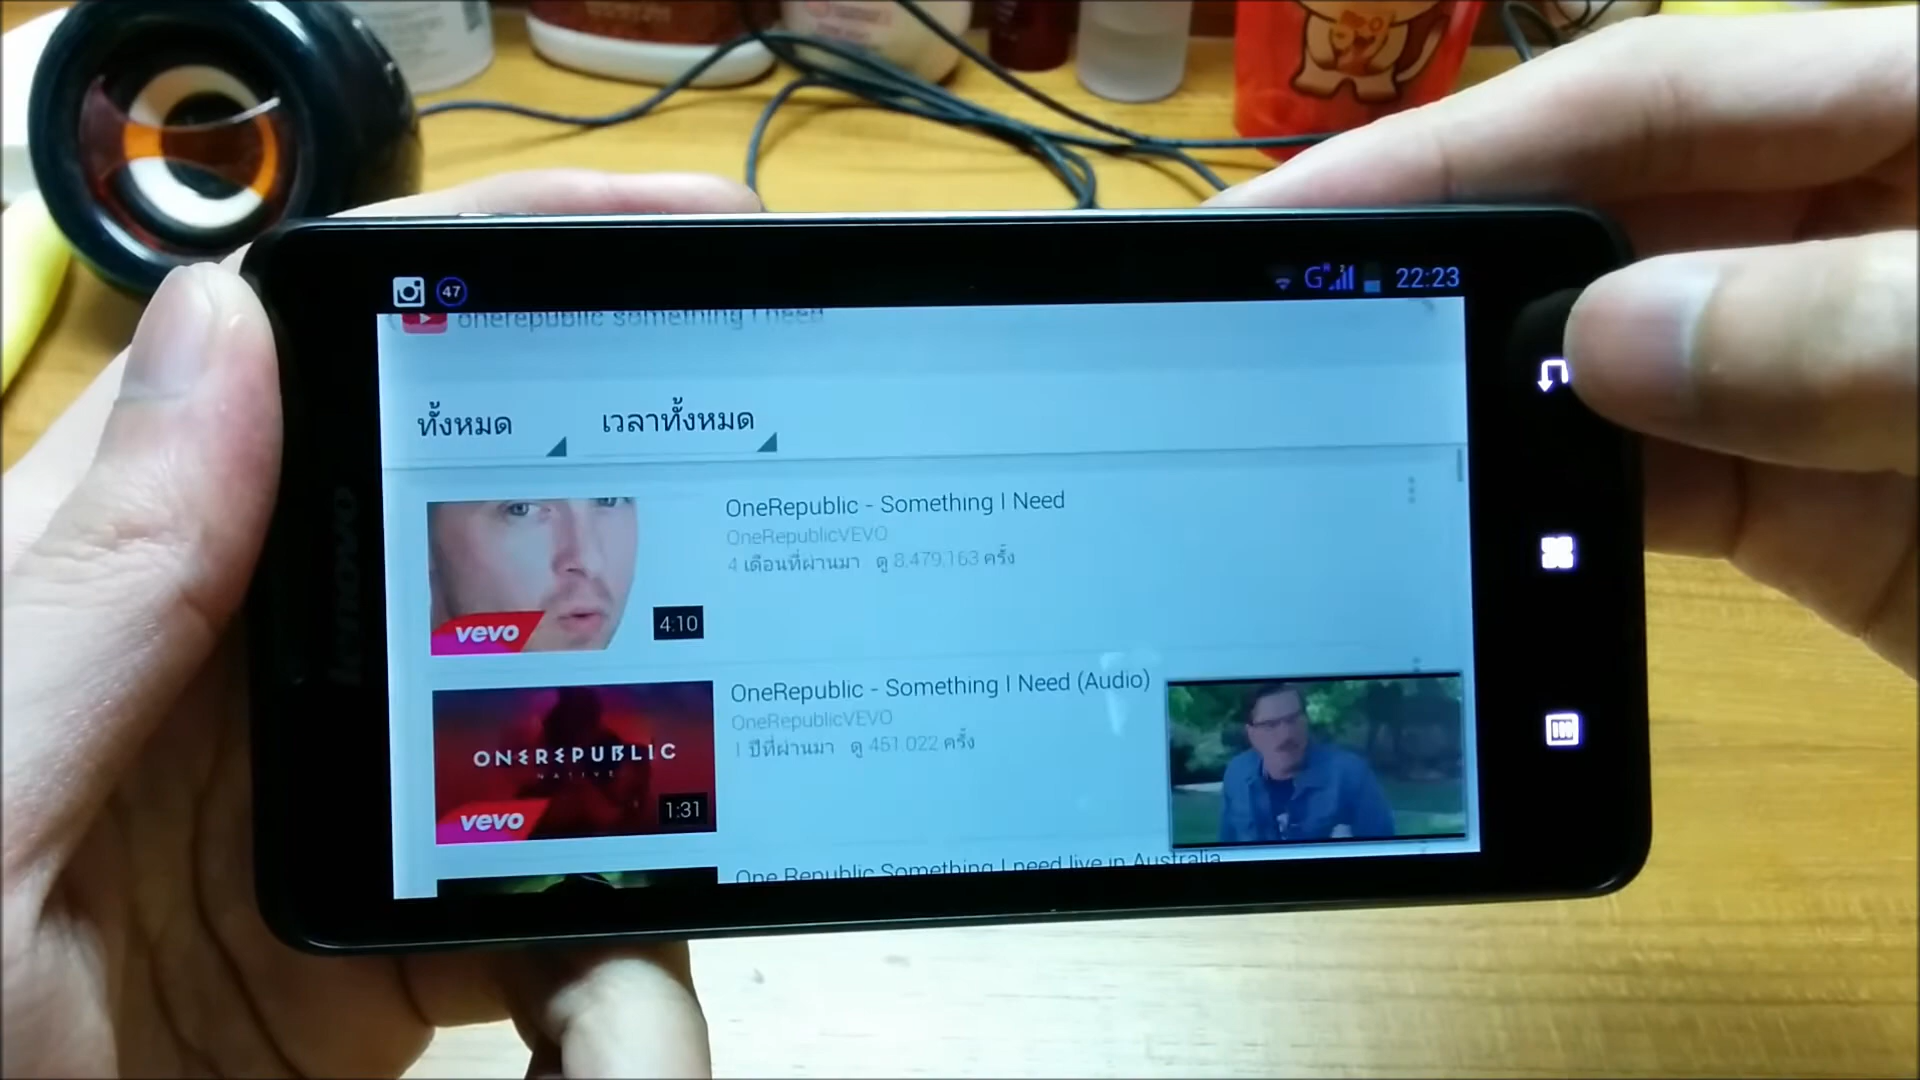 47
G
22:23
onerepublic something I need
ทั้งหมด
เวลาทั้งหมด
OneRepublic - Something I Need
OneRepublicVEVO
4 เดือนที่ผ่านมา ดู 8,479,163 ครั้ง
vevo
4:10
OneRepublic - Something I Need (Audio)
OneRepublicVEVO
1 ปีที่ผ่านมา ดู 451,022 ครั้ง
ONEREPUBLIC
NATIVE
vevo
1:31
One Republic Something I need live in Australia
lenovo